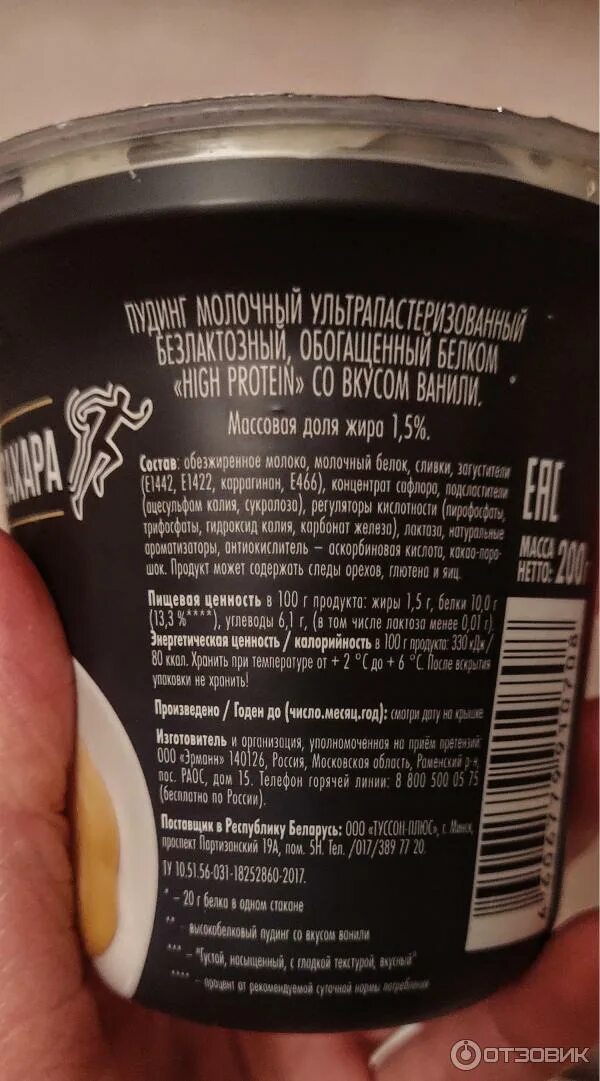 ПУДИНГ МОЛОЧНЫЙ УЛЬТРАПАСТЕРИЗОВАННЫЙ
БЕЗЛАКТОЗНЫЙ, ОБОГАЩЕННЫЙ БЕЛКОМ
«HIGH PROTEIN» СО ВКУСОМ ВАНИЛИ.
Массовая доля жира 1,5%.
АХАРА
Состав: обезжиренное молоко, молочный белок, сливки, загустители
(Е1442, Е1422, каррагинан, Е466), концентрат сафлора, подсластители
(ацесульфам калия, сукралоза), регуляторы кислотности (пирофосфаты,
трифосфаты, гидроксид калия, карбонат железа), лактаза, натуральные
ароматизаторы, антиокислитель – аскорбиновая кислота, какао-поро-
шок. Продукт может содержать следы орехов, глютена и яиц.
ЕАС
МАССА
НЕТТО: 200г
Пищевая ценность в 100 г продукта: жиры 1,5 г, белки 10,0 г
(13,3 %****), углеводы 6,1 г, (в том числе лактоза менее 0,01 г).
Энергетическая ценность / калорийность в 100 г продукта: 330 кДж /
80 ккал. Хранить при температуре от + 2 °С до + 6 °С. После вскрытия
упаковки не хранить!
Произведено / Годен до (число.месяц.год): смотри дату на крышке
Изготовитель и организация, уполномоченная на приём претензий:
ООО «Эрманн» 140126, Россия, Московская область, Раменский р-н,
пос. РАОС, дом 15. Телефон горячей линии: 8 800 500 05 75
(бесплатно по России).
Поставщик в Республику Беларусь: ООО «ТУССОН-ПЛЮС», г. Минск,
проспект Партизанский 19А, пом. 5Н. Тел. /017/389 77 20.
ТУ 10.51.56-031-18252860-2017.
* – 20 г белка в одном стакане
** – высокобелковый пудинг со вкусом ванили
*** – "Густой, насыщенный, с гладкой текстурой, вкусный"
**** – процент от рекомендуемой суточной нормы потребления
ОТЗОВИК